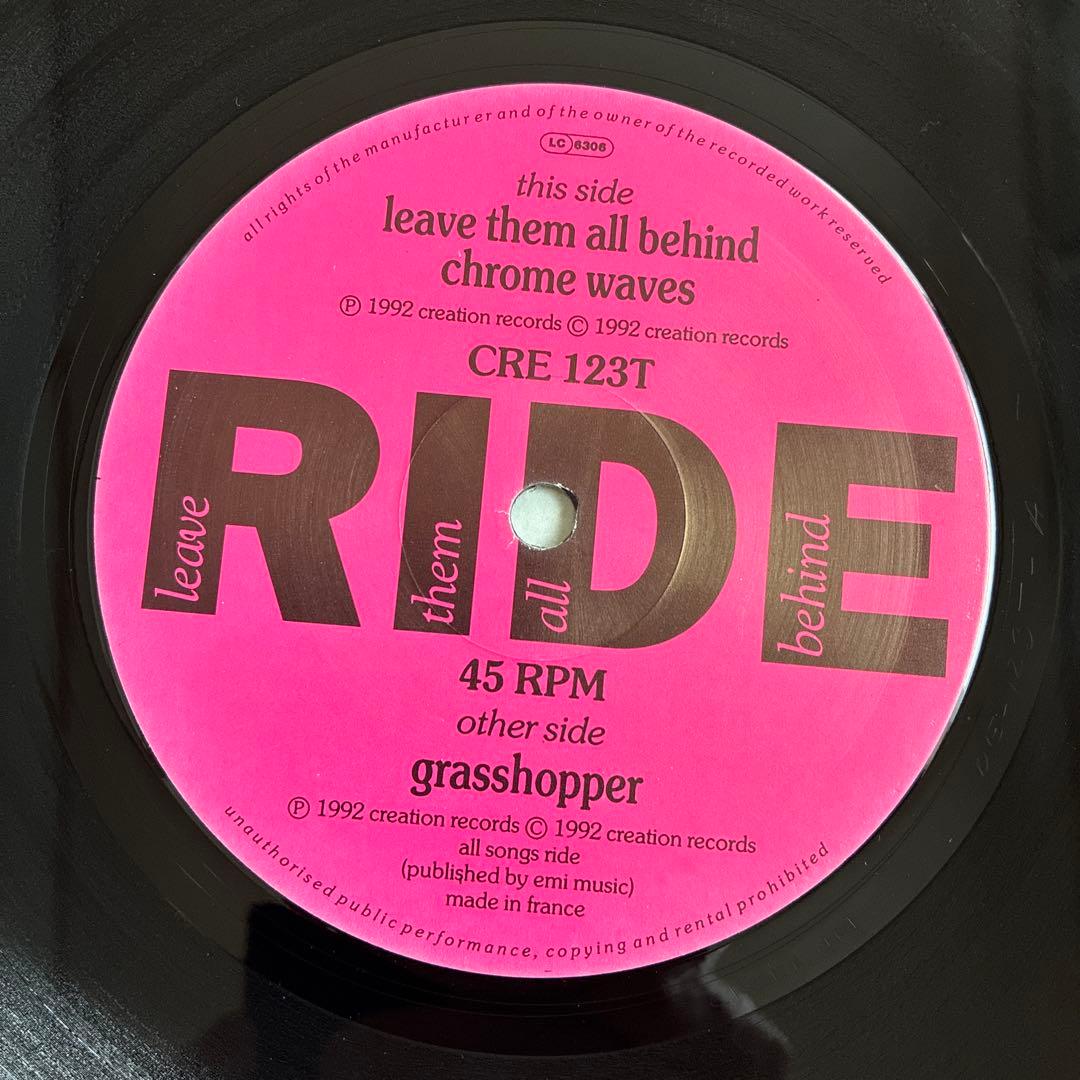 all rights of the manufacturer and of the owner of the recorded work reserved
LC 6306
this side
leave them all behind
chrome waves
℗ 1992 creation records © 1992 creation records
CRE 123T
RIDE
leave them all behind
45 RPM
other side
grasshopper
℗ 1992 creation records © 1992 creation records
all songs ride
(published by emi music)
made in france
unauthorised public performance, copying and rental prohibited